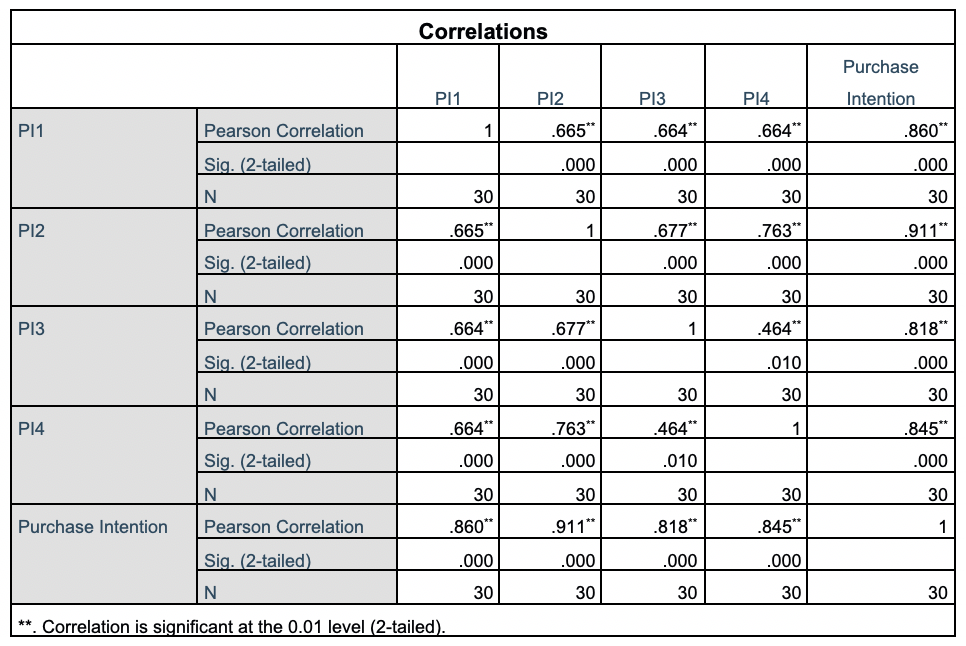 Correlations
PI1 PI2 PI3 PI4 Purchase Intention
PI1 Pearson Correlation 1 .665** .664** .664** .860**
Sig. (2-tailed) .000 .000 .000 .000
N 30 30 30 30 30
PI2 Pearson Correlation .665** 1 .677** .763** .911**
Sig. (2-tailed) .000 .000 .000 .000
N 30 30 30 30 30
PI3 Pearson Correlation .664** .677** 1 .464** .818**
Sig. (2-tailed) .000 .000 .010 .000
N 30 30 30 30 30
PI4 Pearson Correlation .664** .763** .464** 1 .845**
Sig. (2-tailed) .000 .000 .010 .000
N 30 30 30 30 30
Purchase Intention Pearson Correlation .860** .911** .818** .845** 1
Sig. (2-tailed) .000 .000 .000 .000
N 30 30 30 30 30
**. Correlation is significant at the 0.01 level (2-tailed).